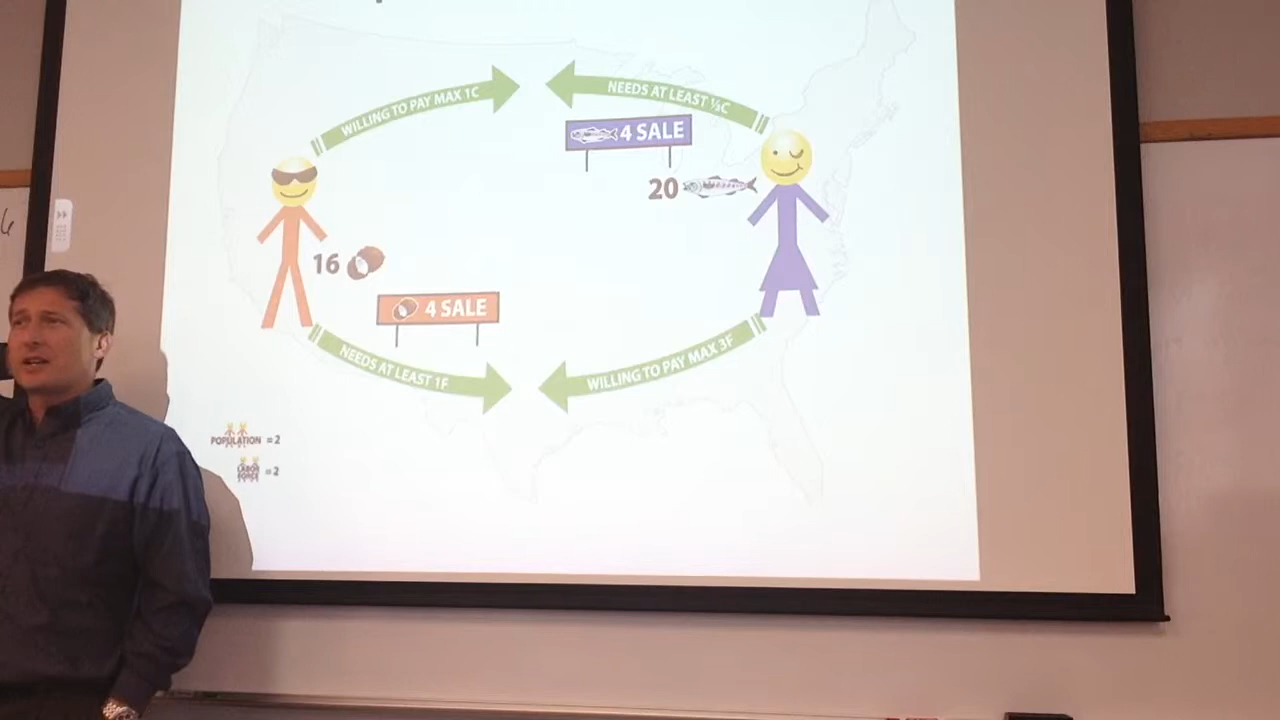 WILLING TO PAY MAX 1C
NEEDS AT LEAST ⅓C
4 SALE
20
16
4 SALE
NEEDS AT LEAST 1F
WILLING TO PAY MAX 3F
POPULATION = 2
LABOR FORCE = 2